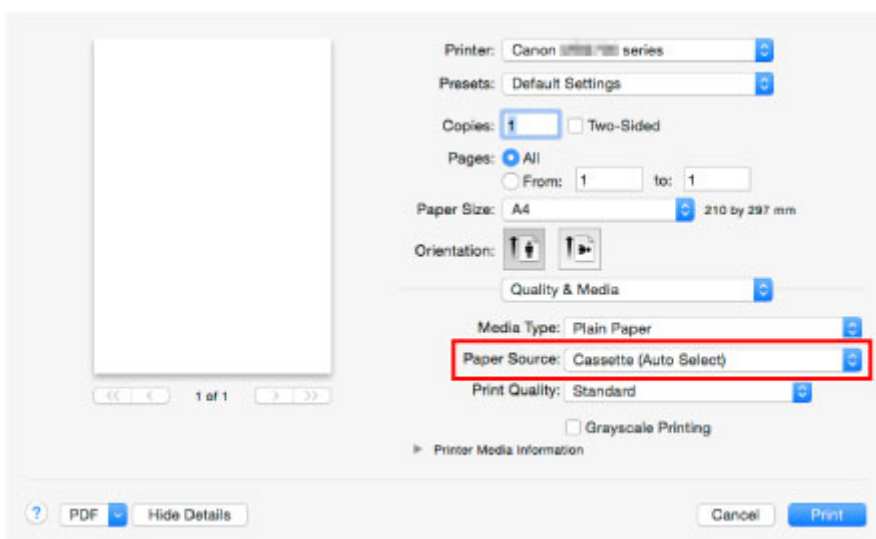 Printer: Canon series
Presets: Default Settings
Copies: 1 Two-Sided
Pages: All
From: 1 to: 1
Paper Size: A4 210 by 297 mm
Orientation:
Quality & Media
Media Type: Plain Paper
Paper Source: Cassette (Auto Select)
1 of 1
Print Quality: Standard
Grayscale Printing
Printer Media Information
? PDF Hide Details Cancel Print